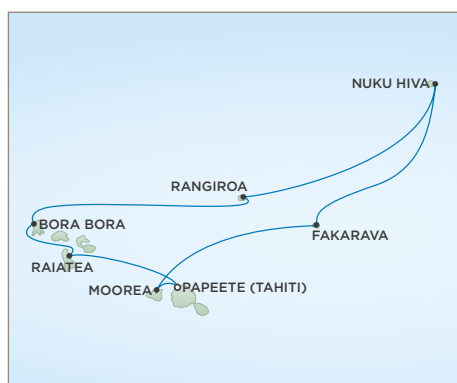 NUKU HIVA
RANGIROA
BORA BORA
FAKARAVA
RAIATEA
MOOREA
PAPEETE (TAHITI)